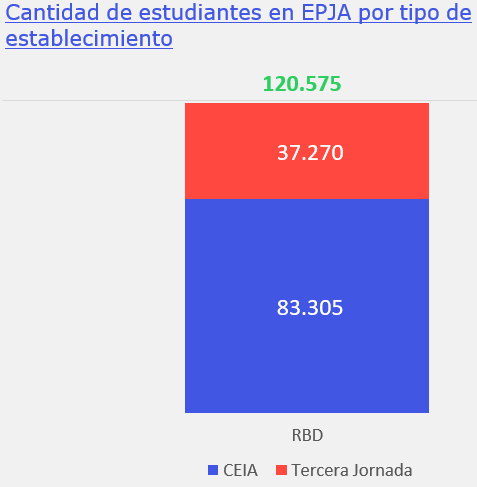 Cantidad de estudiantes en EPJA por tipo de
establecimiento
120.575
37.270
83.305
RBD
CEIA Tercera Jornada